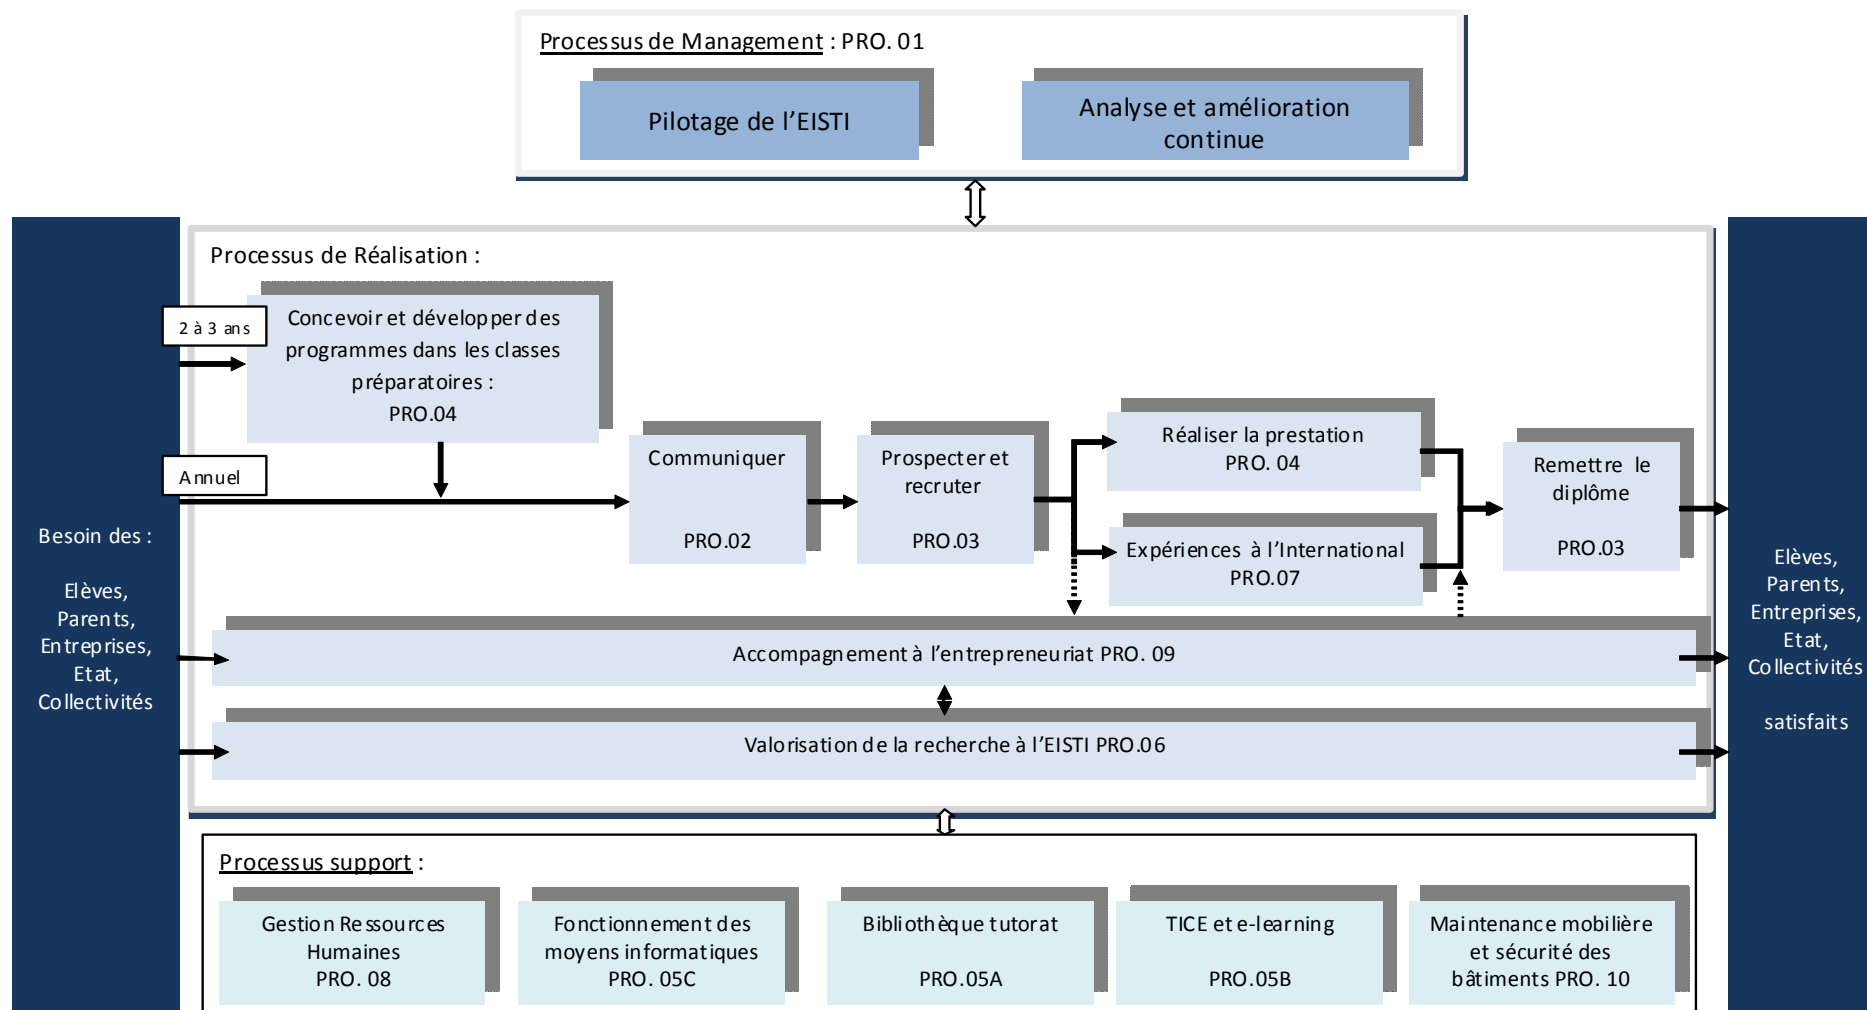 Processus de Management : PRO. 01
Pilotage de l’EISTI
Analyse et amélioration
continue
Processus de Réalisation :
2 à 3 ans
Concevoir et développer des
programmes dans les classes
préparatoires :
PRO.04
Annuel
Communiquer
PRO.02
Prospecter et
recruter
PRO.03
Réaliser la prestation
PRO. 04
Expériences à l’International
PRO.07
Remettre le
diplôme
PRO.03
Besoin des :
Elèves,
Parents,
Entreprises,
Etat,
Collectivités
Elèves,
Parents,
Entreprises,
Etat,
Collectivités
satisfaits
Accompagnement à l’entrepreneuriat PRO. 09
Valorisation de la recherche à l’EISTI PRO.06
Processus support :
Gestion Ressources
Humaines
PRO. 08
Fonctionnement des
moyens informatiques
PRO. 05C
Bibliothèque tutorat
PRO.05A
TICE et e-learning
PRO.05B
Maintenance mobilière
et sécurité des
bâtiments PRO. 10